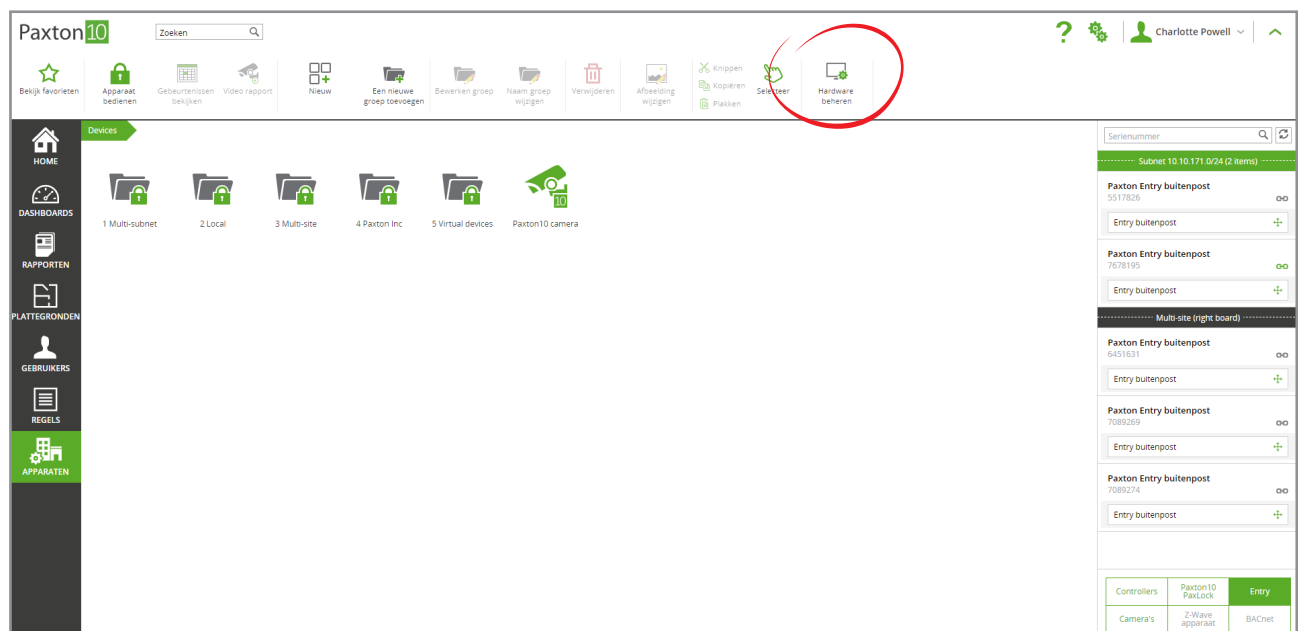 Paxton10
Zoeken
Charlotte Powell
Bekijk favorieten
Apparaat
bedienen
Gebeurtenissen
bekijken
Video rapport
Nieuw
Een nieuwe
groep toevoegen
Bewerken groep
Naam groep
wijzigen
Verwijderen
Afbeelding
wijzigen
Knippen
Kopiëren
Plakken
Selecteer
Hardware
beheren
HOME
DASHBOARDS
RAPPORTEN
PLATTEGRONDEN
GEBRUIKERS
REGELS
APPARATEN
Devices
1 Multi-subnet
2 Local
3 Multi-site
4 Paxton Inc
5 Virtual devices
10
Paxton10 camera
Serienummer
Subnet 10.10.171.0/24 (2 items)
Paxton Entry buitenpost
5517826
Entry buitenpost
Paxton Entry buitenpost
7678195
Entry buitenpost
Multi-site (right board)
Paxton Entry buitenpost
6451631
Entry buitenpost
Paxton Entry buitenpost
7089269
Entry buitenpost
Paxton Entry buitenpost
7089274
Entry buitenpost
Controllers
Paxton10
PaxLock
Entry
Camera's
Z-Wave
apparaat
BACnet